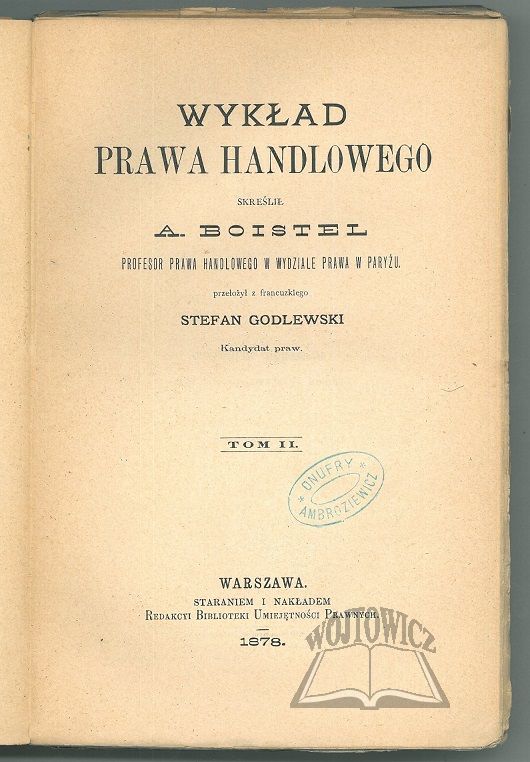 WYKŁAD
PRAWA HANDLOWEGO
SKREŚLIŁ
A. BOISTEL
PROFESOR PRAWA HANDLOWEGO W WYDZIALE PRAWA W PARYŻU.
przełożył z francuzkiego
STEFAN GODLEWSKI
Kandydat praw.
TOM II.
* ONUFRY *
AMBROZIEWICZ
WARSZAWA.
STARANIEM I NAKŁADEM
REDAKCYI BIBLIOTEKI UMIEJĘTNOŚCI PRAWNYCH.
1878.
WÓJTOWICZ